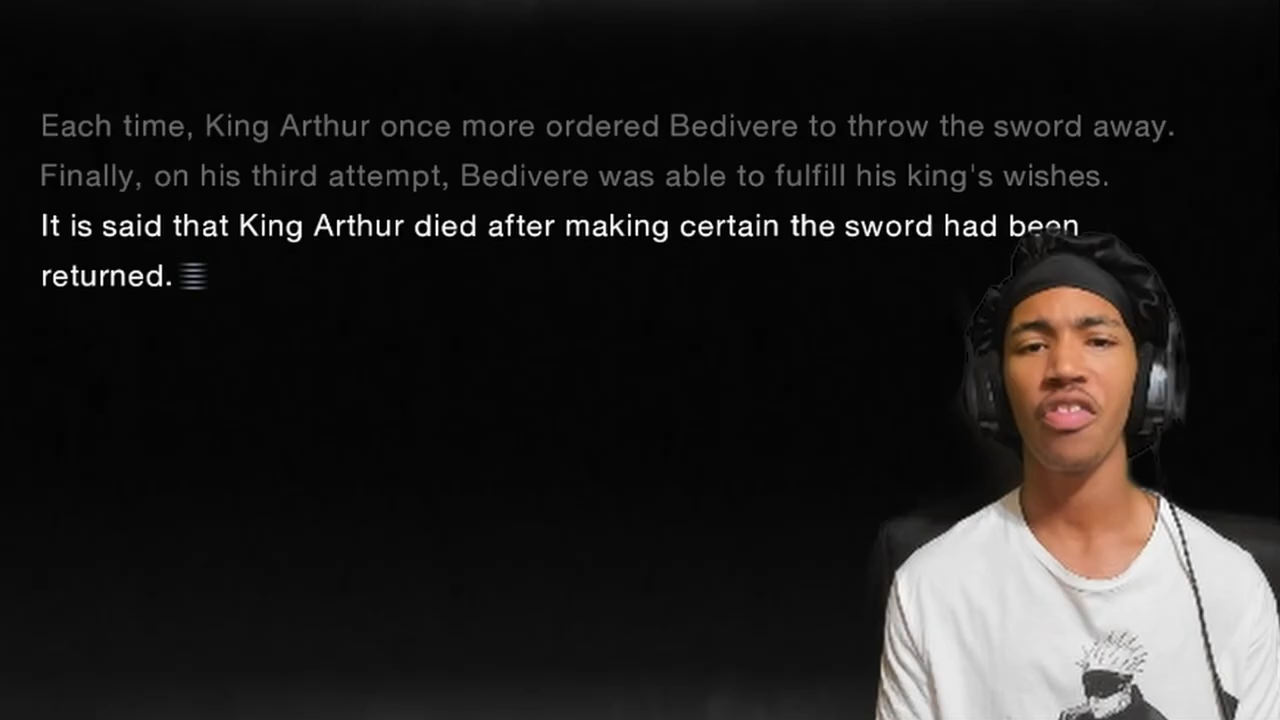 Each time, King Arthur once more ordered Bedivere to throw the sword away.
Finally, on his third attempt, Bedivere was able to fulfill his king's wishes.
It is said that King Arthur died after making certain the sword had been
returned.